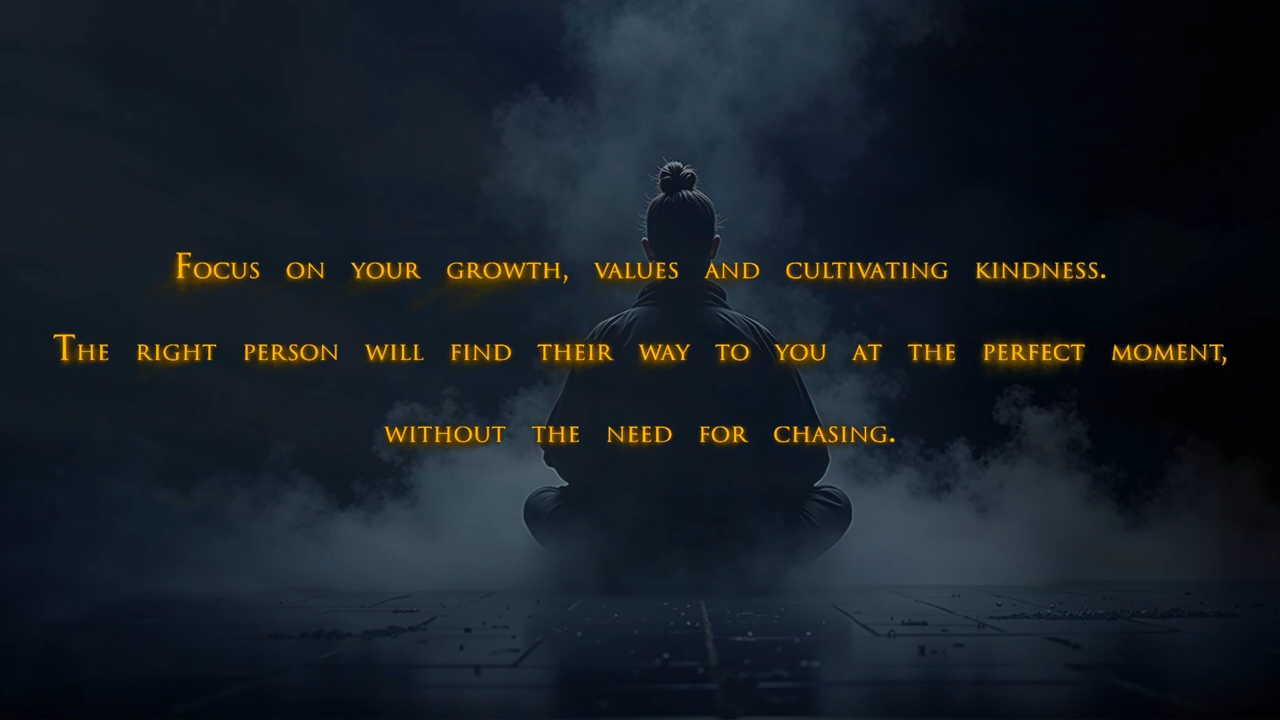 Focus on your growth, values and cultivating kindness.
The right person will find their way to you at the perfect moment,
without the need for chasing.